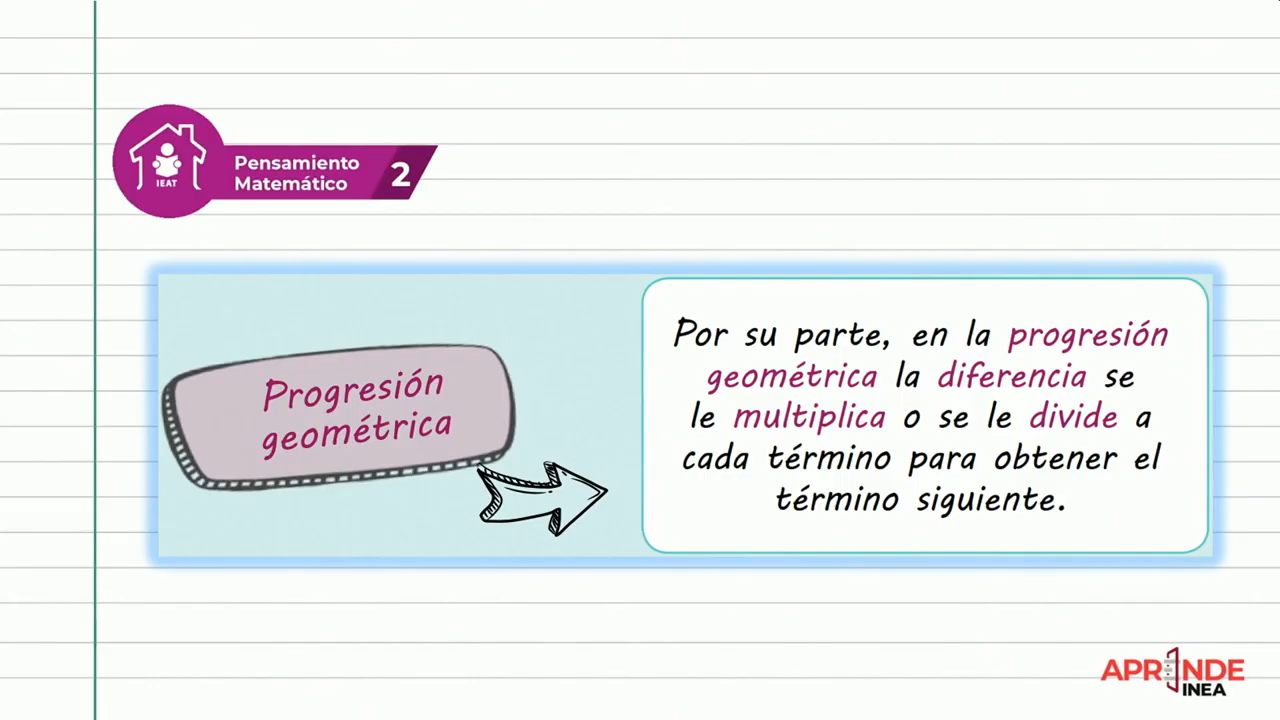 IEAT
Pensamiento
Matemático
2
Progresión
geométrica
Por su parte, en la progresión
geométrica la diferencia se
le multiplica o se le divide a
cada término para obtener el
término siguiente.
APRENDE
INEA